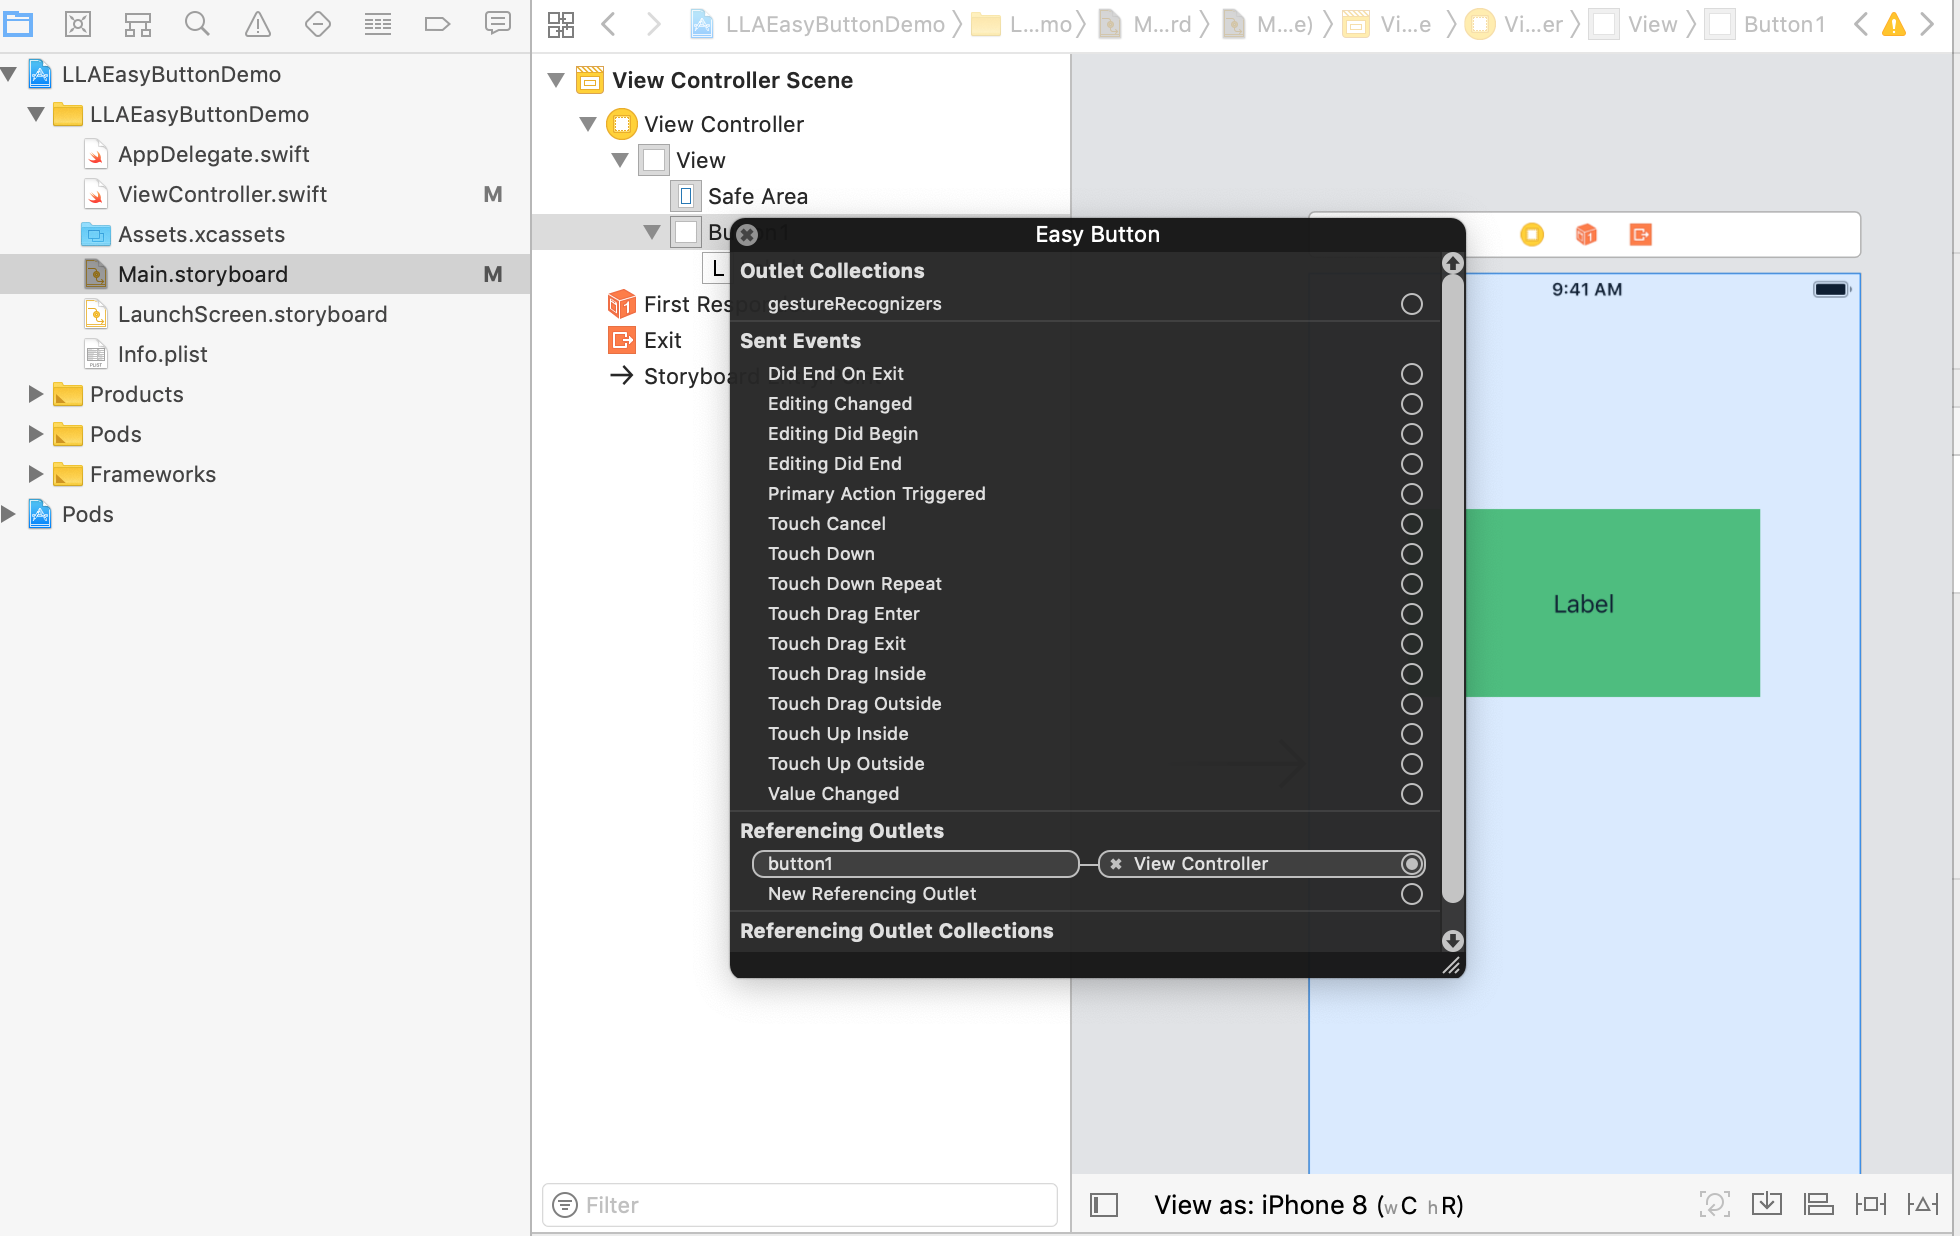 LLAEasyButtonDemo
L...mo
M...rd
M...e)
Vi...e
Vi...er
View
Button1
LLAEasyButtonDemo
LLAEasyButtonDemo
AppDelegate.swift
ViewController.swift M
Assets.xcassets
Main.storyboard M
LaunchScreen.storyboard
Info.plist
Products
Pods
Frameworks
Pods
View Controller Scene
View Controller
View
Safe Area
Button1
L
First Respo
Exit
Storyboard
Easy Button
Outlet Collections
gestureRecognizers
Sent Events
Did End On Exit
Editing Changed
Editing Did Begin
Editing Did End
Primary Action Triggered
Touch Cancel
Touch Down
Touch Down Repeat
Touch Drag Enter
Touch Drag Exit
Touch Drag Inside
Touch Drag Outside
Touch Up Inside
Touch Up Outside
Value Changed
Referencing Outlets
button1 View Controller
New Referencing Outlet
Referencing Outlet Collections
9:41 AM
Label
Filter
View as: iPhone 8 (wC hR)